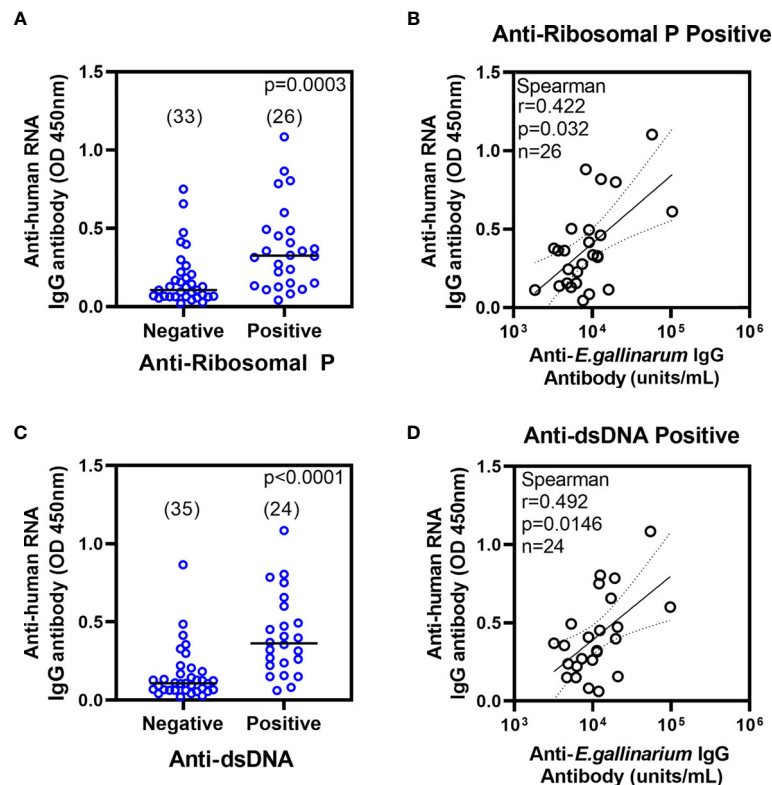 A
Anti-human RNA
IgG antibody (OD 450nm)
1.5
1.0
0.5
0.0
p=0.0003
(33)
(26)
Negative
Positive
Anti-Ribosomal P
B
Anti-Ribosomal P Positive
Anti-human RNA
IgG antibody (OD 450nm)
1.5
1.0
0.5
0.0
Spearman
r=0.422
p=0.032
n=26
10³
10⁴
10⁵
10⁶
Anti-E.gallinarum IgG
Antibody (units/mL)
C
Anti-human RNA
IgG antibody (OD 450nm)
1.5
1.0
0.5
0.0
p<0.0001
(35)
(24)
Negative
Positive
Anti-dsDNA
D
Anti-dsDNA Positive
Anti-human RNA
IgG antibody (OD 450nm)
1.5
1.0
0.5
0.0
Spearman
r=0.492
p=0.0146
n=24
10³
10⁴
10⁵
10⁶
Anti-E.gallinarium IgG
Antibody (units/mL)